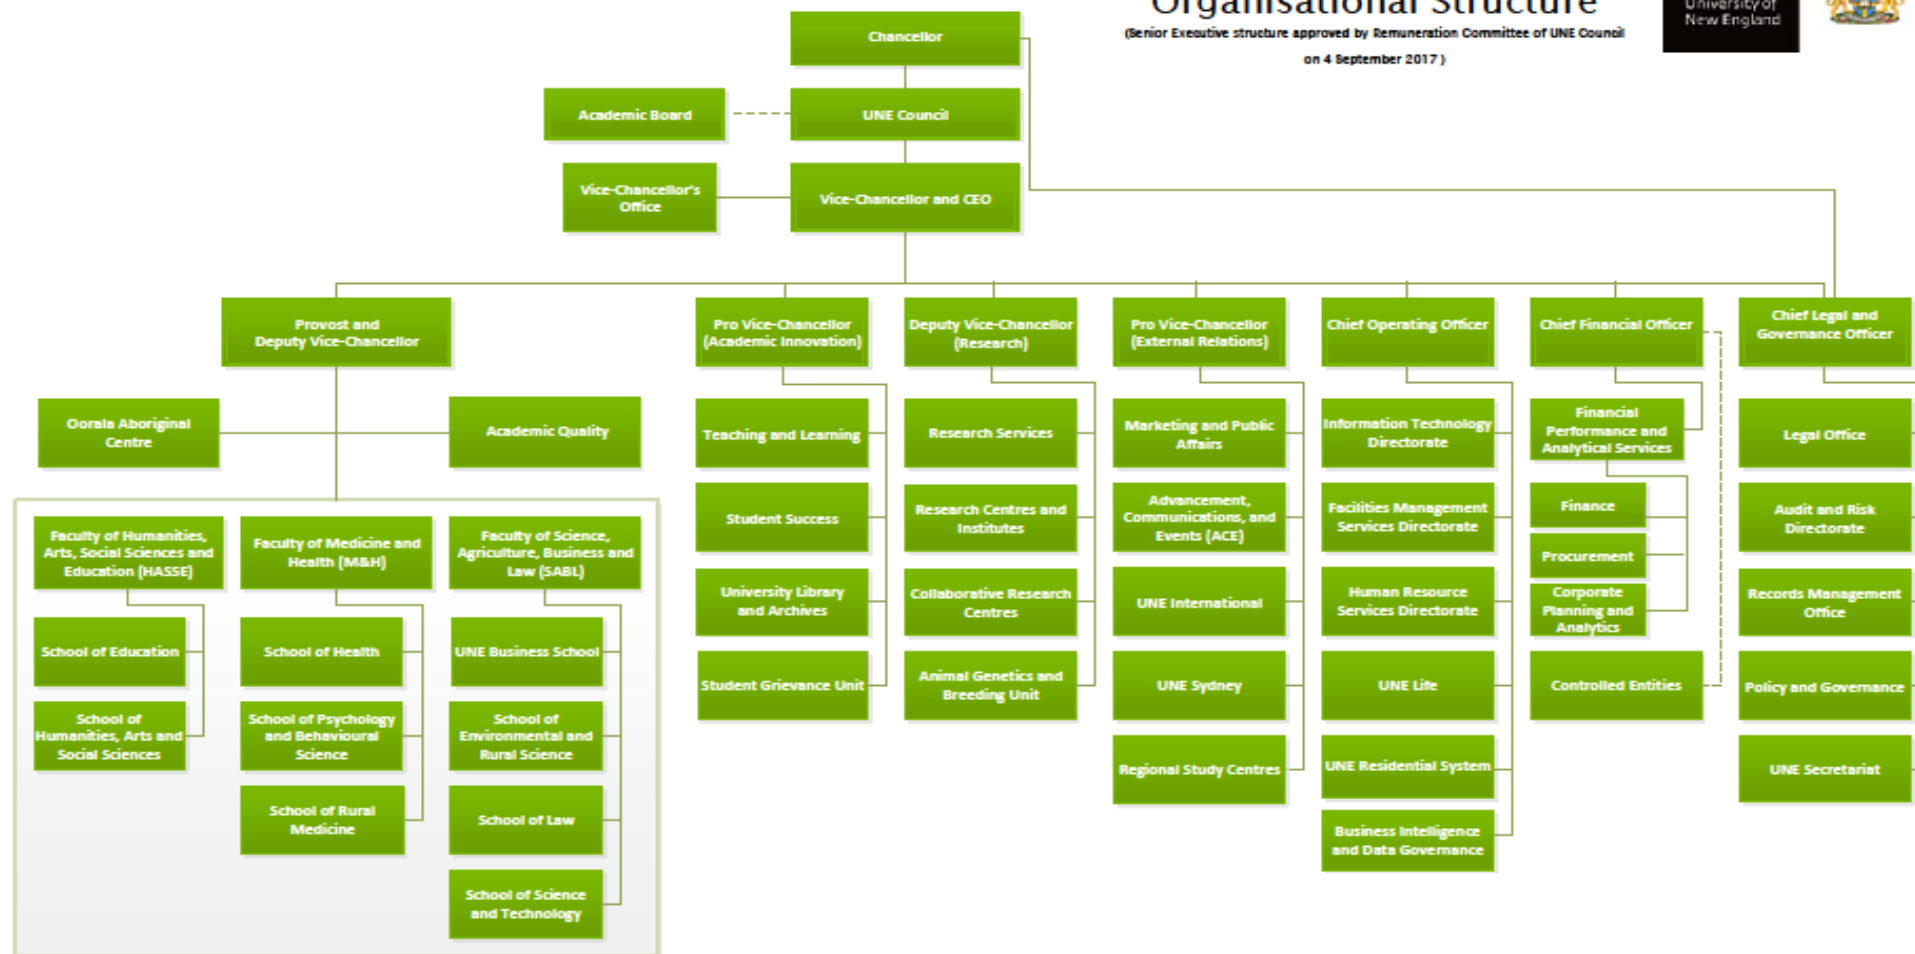 Organisational Structure
(Senior Executive structure approved by Remuneration Committee of UNE Council
on 4 September 2017 )
University of
New England
Chancellor
Academic Board
UNE Council
Vice-Chancellor's
Office
Vice-Chancellor and CEO
Provost and
Deputy Vice-Chancellor
Pro Vice-Chancellor
(Academic Innovation)
Deputy Vice-Chancellor
(Research)
Pro Vice-Chancellor
(External Relations)
Chief Operating Officer
Chief Financial Officer
Chief Legal and
Governance Officer
Oorala Aboriginal
Centre
Academic Quality
Faculty of Humanities,
Arts, Social Sciences and
Education (HASSE)
School of Education
School of
Humanities, Arts and
Social Sciences
Faculty of Medicine and
Health (M&H)
School of Health
School of Psychology
and Behavioural
Science
School of Rural
Medicine
Faculty of Science,
Agriculture, Business and
Law (SABL)
UNE Business School
School of
Environmental and
Rural Science
School of Law
School of Science
and Technology
Teaching and Learning
Student Success
University Library
and Archives
Student Grievance Unit
Research Services
Research Centres and
Institutes
Collaborative Research
Centres
Animal Genetics and
Breeding Unit
Marketing and Public
Affairs
Advancement,
Communications, and
Events (ACE)
UNE International
UNE Sydney
Regional Study Centres
Information Technology
Directorate
Facilities Management
Services Directorate
Human Resource
Services Directorate
UNE Life
UNE Residential System
Business Intelligence
and Data Governance
Financial
Performance and
Analytical Services
Finance
Procurement
Corporate
Planning and
Analytics
Controlled Entities
Legal Office
Audit and Risk
Directorate
Records Management
Office
Policy and Governance
UNE Secretariat